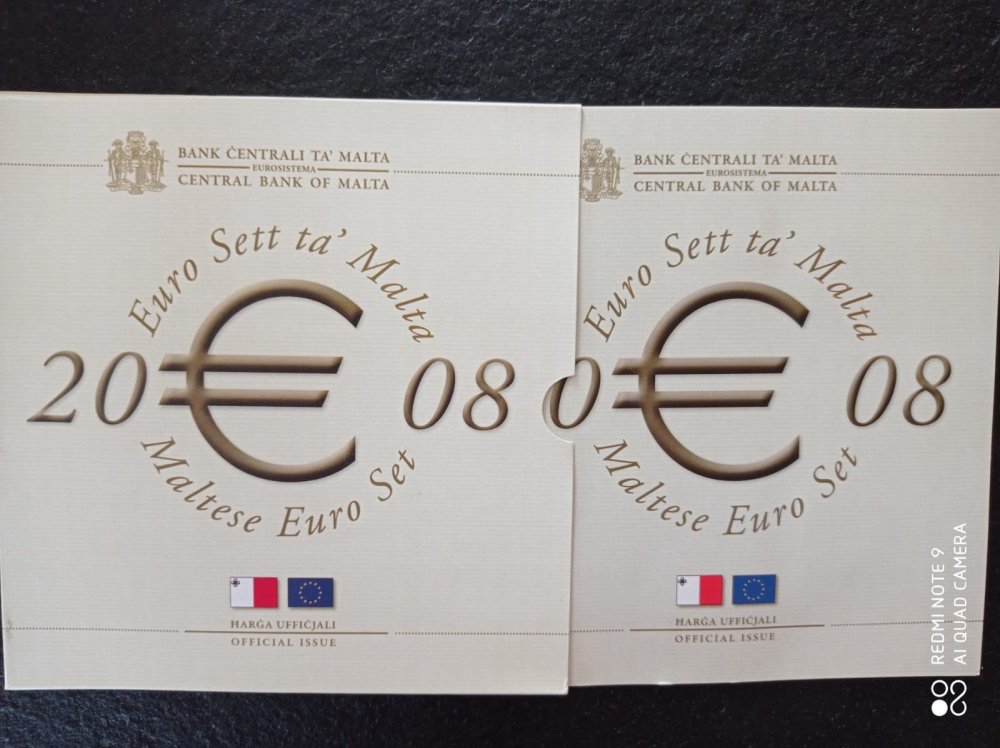 BANK ĊENTRALI TA' MALTA
EUROSISTEMA
CENTRAL BANK OF MALTA
Euro Sett ta' Malta
20 € 08
Maltese Euro Set
ĦARĠA UFFIĊJALI
OFFICIAL ISSUE
BANK ĊENTRALI TA' MALTA
EUROSISTEMA
CENTRAL BANK OF MALTA
Euro Sett ta' Malta
0 € 08
Maltese Euro Set
ĦARĠA UFFIĊJALI
OFFICIAL ISSUE
REDMI NOTE 9
AI QUAD CAMERA